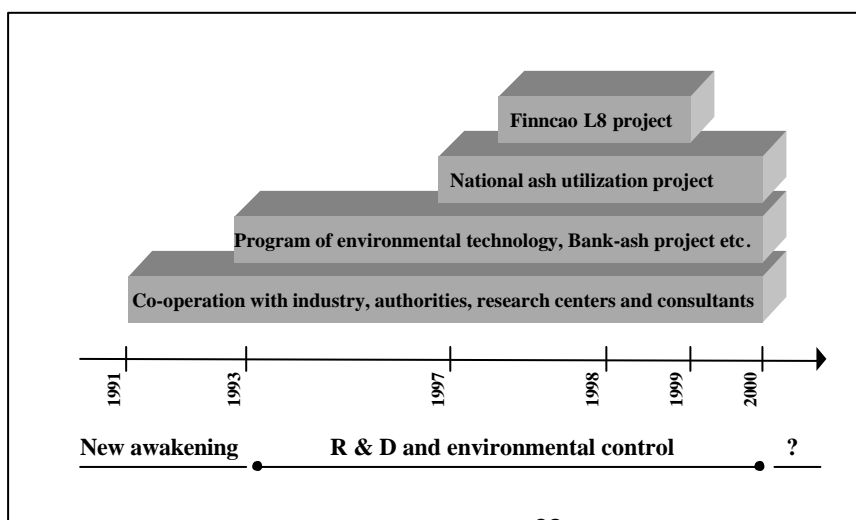 Finncao L8 project
National ash utilization project
Program of environmental technology, Bank-ash project etc.
Co-operation with industry, authorities, research centers and consultants
1991
1993
1997
1998
1999
2000
New awakening
R & D and environmental control
?